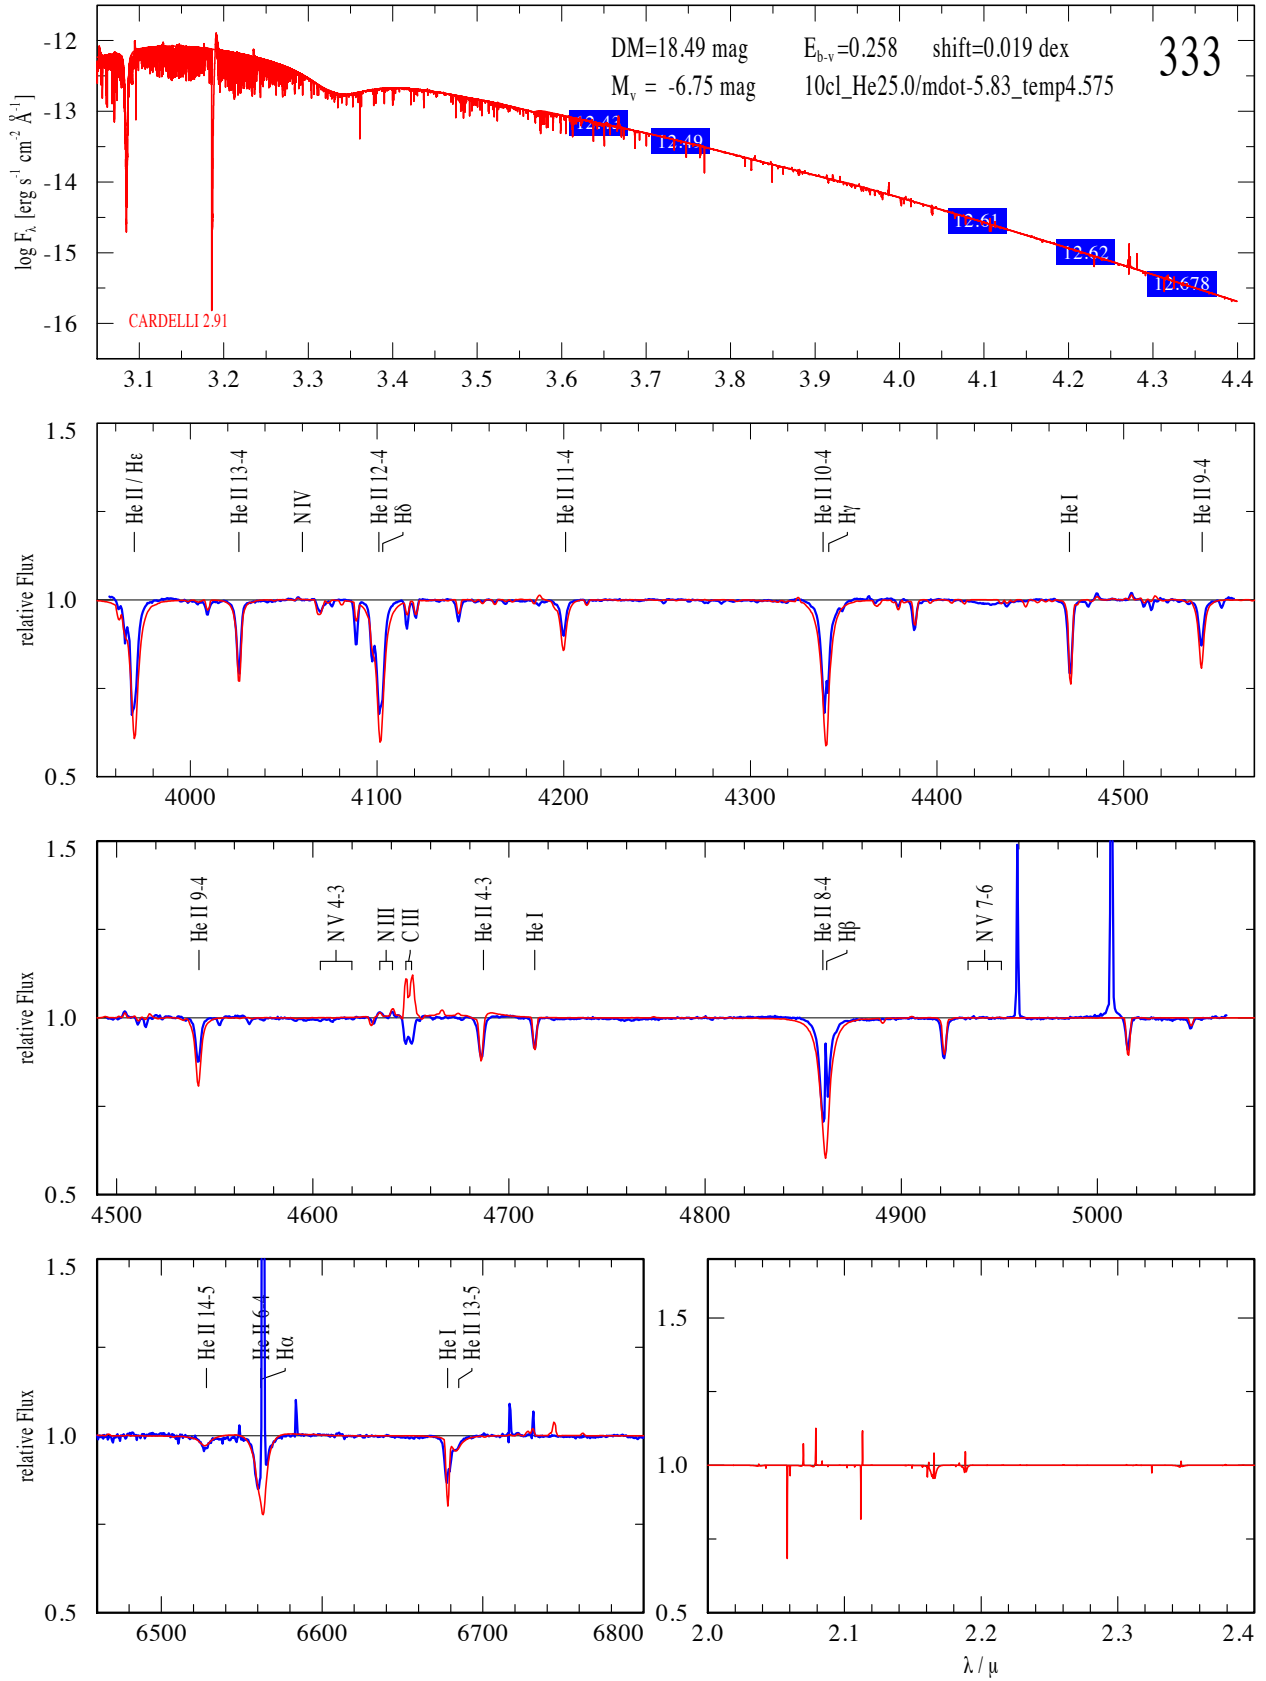 DM=18.49 mag E_b-v=0.258 shift=0.019 dex 333
M_v = -6.75 mag 10cl_He25.0/mdot-5.83_temp4.575
log F_λ [erg s^-1 cm^-2 Å^-1]
-12
-13
-14
-15
-16
12.43
12.49
12.61
12.62
12.678
CARDELLI 2.91
3.1 3.2 3.3 3.4 3.5 3.6 3.7 3.8 3.9 4.0 4.1 4.2 4.3 4.4
relative Flux
1.5
1.0
0.5
He II / Hε
He II 13-4
N IV
He II 12-4
Hδ
He II 11-4
He II 10-4
Hγ
He I
He II 9-4
4000 4100 4200 4300 4400 4500
relative Flux
1.5
1.0
0.5
He II 9-4
N V 4-3
N III
C III
He II 4-3
He I
He II 8-4
Hβ
N V 7-6
4500 4600 4700 4800 4900 5000
relative Flux
1.5
1.0
0.5
He II 14-5
He II 6-4
Hα
He I
He II 13-5
6500 6600 6700 6800
1.5
1.0
0.5
2.0 2.1 2.2 2.3 2.4
λ / μ